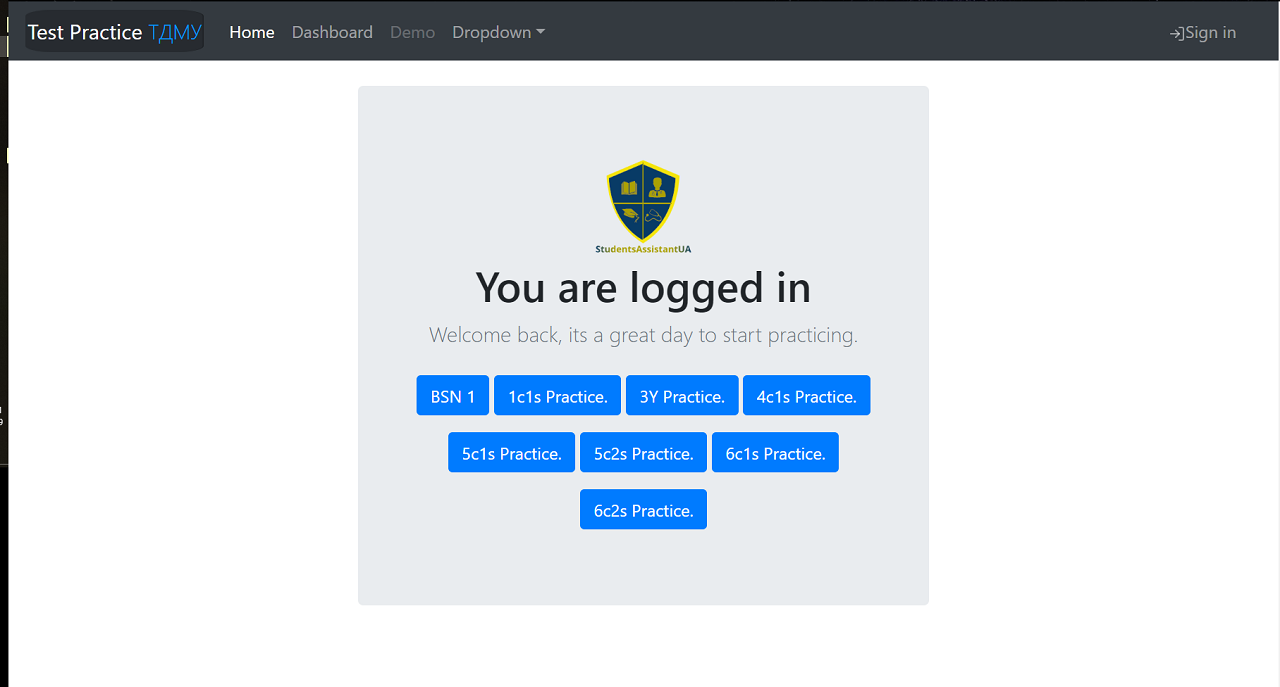 Test Practice ТДМУ Home Dashboard Demo Dropdown Sign in
StudentsAssistantUA
You are logged in
Welcome back, its a great day to start practicing.
BSN 1 1c1s Practice. 3Y Practice. 4c1s Practice.
5c1s Practice. 5c2s Practice. 6c1s Practice.
6c2s Practice.